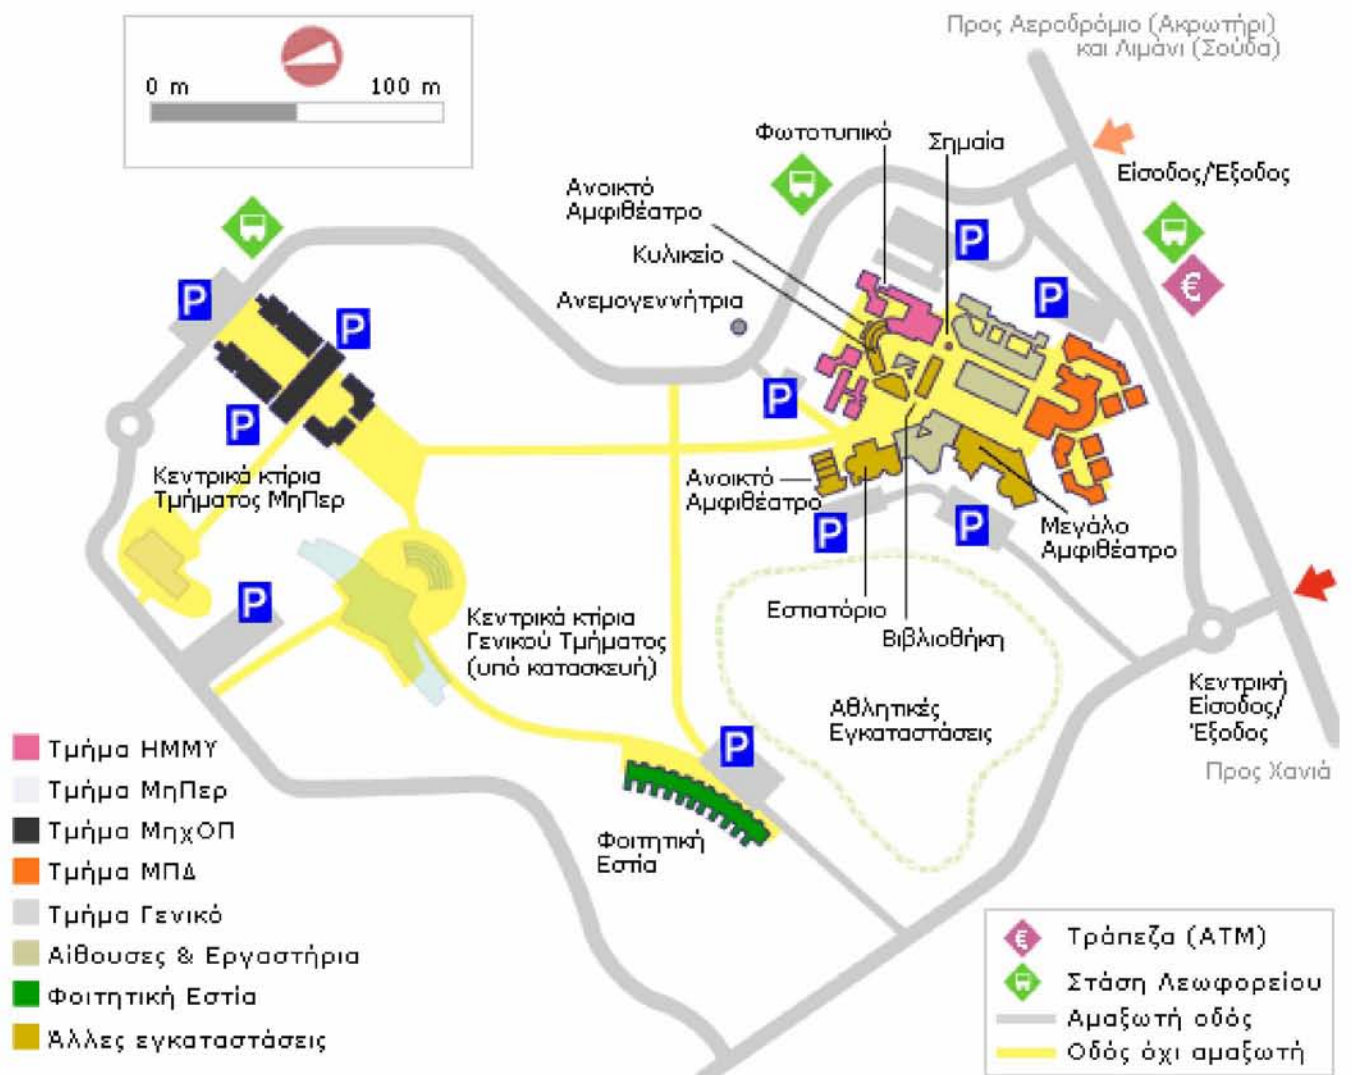 0 m 100 m
Προς Αεροδρόμιο (Ακρωτήρι)
και Λιμάνι (Σούδα)
Φωτοτυπικό
Σημαία
Είσοδος/Έξοδος
Ανοικτό
Αμφιθέατρο
Κυλικείο
Ανεμογεννήτρια
P
P
P
P
P
P
P
P
P
P
€
Κεντρικά κτίρια
Τμήματος ΜηΠερ
Ανοικτό
Αμφιθέατρο
Μεγάλο
Αμφιθέατρο
Εσπατόριο
Βιβλιοθήκη
Κεντρικά κτίρια
Γενικού Τμήματος
(υπό κατασκευή)
Κεντρική
Είσοδος/
Έξοδος
Αθλητικές
Εγκαταστάσεις
Προς Χανιά
Φοιτητική
Εστία
Τμήμα ΗΜΜΥ
Τμήμα ΜηΠερ
Τμήμα ΜηχΟΠ
Τμήμα ΜΠΔ
Τμήμα Γενικό
Αίθουσες & Εργαστήρια
Φοιτητική Εστία
Άλλες εγκαταστάσεις
€ Τράπεζα (ATM)
Στάση Λεωφορείου
Αμαξωτή οδός
Οδός όχι αμαξωτή